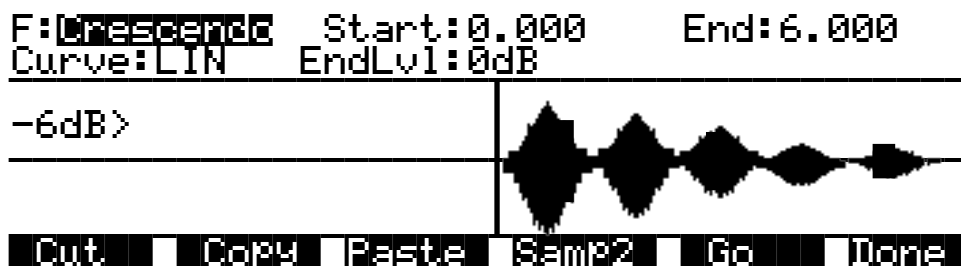 F:Crescendo Start:0.000 End:6.000
Curve:LIN EndLvl:0dB
-6dB>
Cut Copy Paste Samp2 Go Done